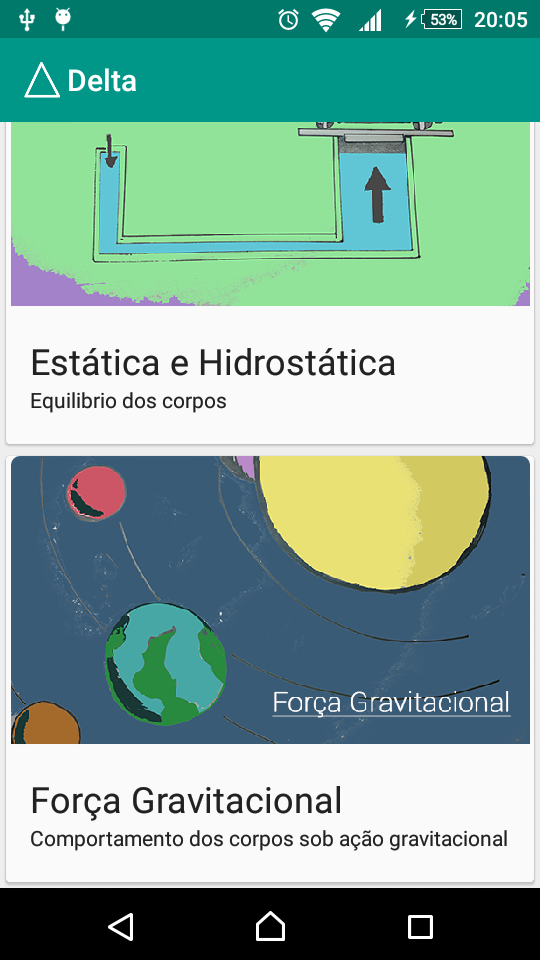 53% 20:05
Delta
Estática e Hidrostática
Equilibrio dos corpos
Força Gravitacional
Força Gravitacional
Comportamento dos corpos sob ação gravitacional